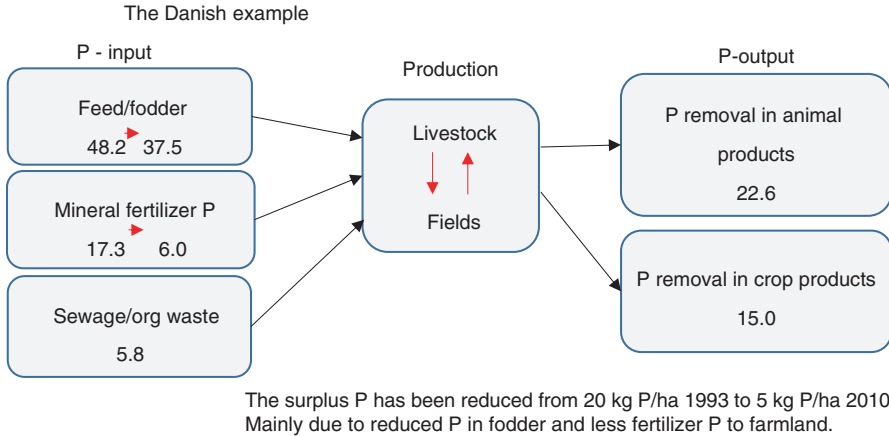 The Danish example
P - input
Feed/fodder
48.2 37.5
Mineral fertilizer P
17.3 6.0
Sewage/org waste
5.8
Production
Livestock
Fields
P-output
P removal in animal
products
22.6
P removal in crop products
15.0
The surplus P has been reduced from 20 kg P/ha 1993 to 5 kg P/ha 2010
Mainly due to reduced P in fodder and less fertilizer P to farmland.